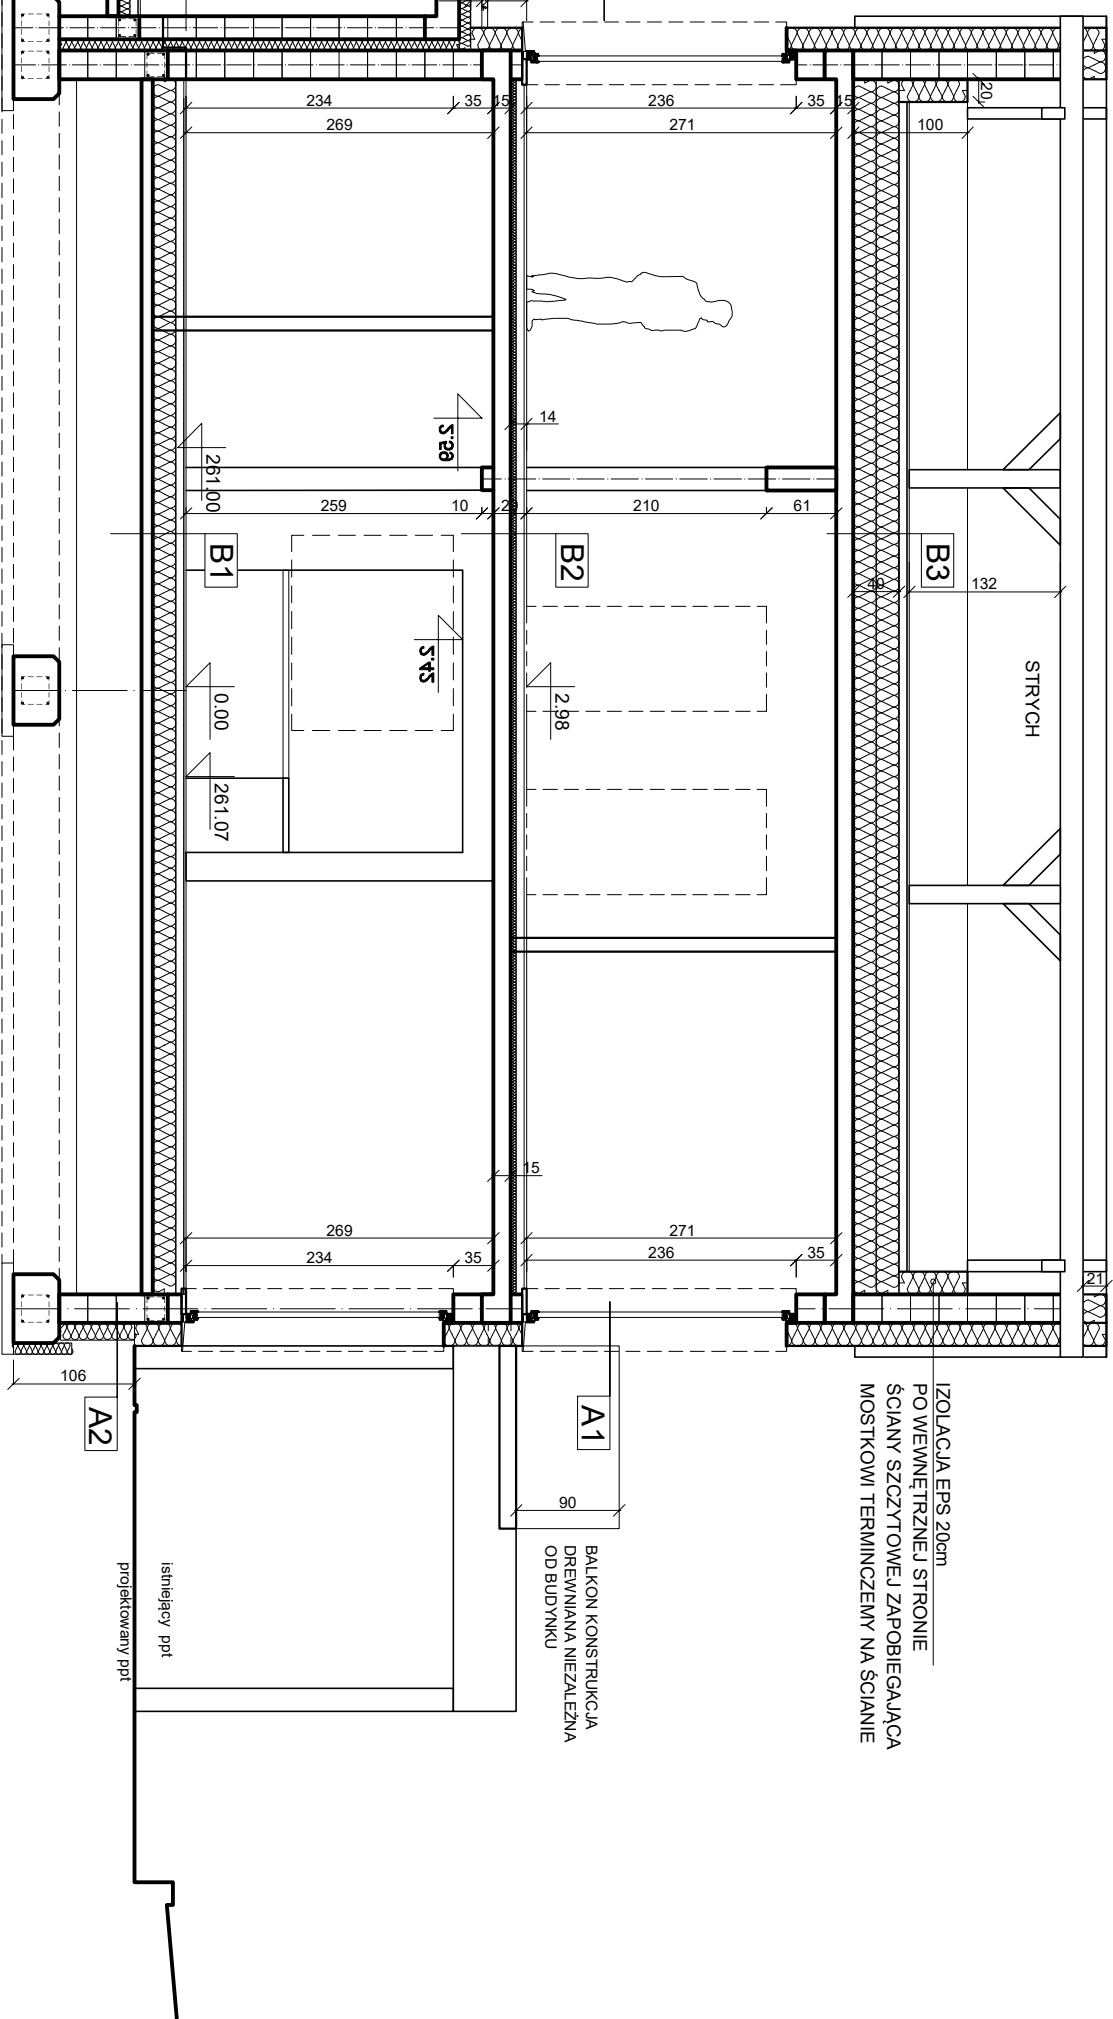 STRYCH
21
20
100
132
40
B3
IZOLACJA EPS 20cm
PO WEWNĘTRZNEJ STRONIE
ŚCIANY SZCZYTOWEJ ZAPOBIEGAJĄCA
MOSTKOWI TERMINCZEMY NA ŚCIANIE
15
35
236
271
61
210
14
B2
2.98
35
236
271
A1
90
BALKON KONSTRUKCJA
DREWNIANA NIEZALEŻNA
OD BUDYNKU
15
15
35
234
269
2.59
10
29
259
2.42
261.00
B1
0.00
261.07
35
234
269
A2
106
istniejący ppt
projektowany ppt